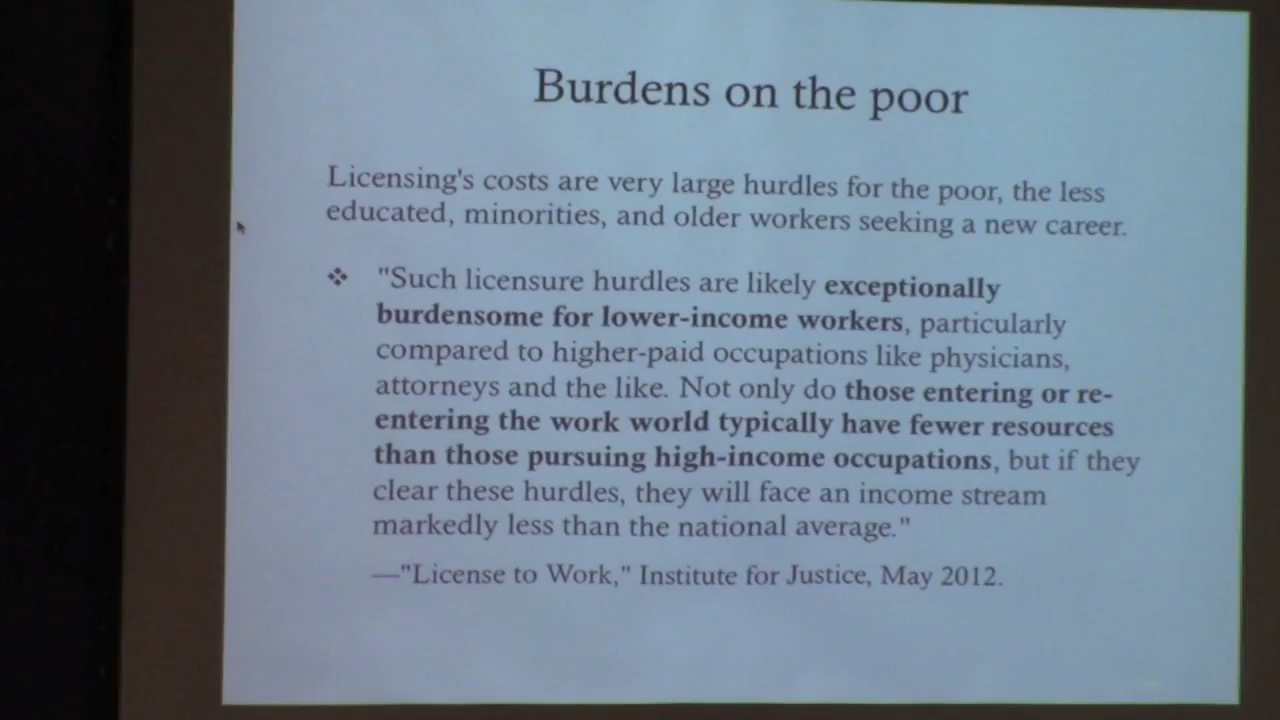 Burdens on the poor
Licensing's costs are very large hurdles for the poor, the less
educated, minorities, and older workers seeking a new career.
❖ "Such licensure hurdles are likely exceptionally
burdensome for lower-income workers, particularly
compared to higher-paid occupations like physicians,
attorneys and the like. Not only do those entering or re-
entering the work world typically have fewer resources
than those pursuing high-income occupations, but if they
clear these hurdles, they will face an income stream
markedly less than the national average."
—"License to Work," Institute for Justice, May 2012.